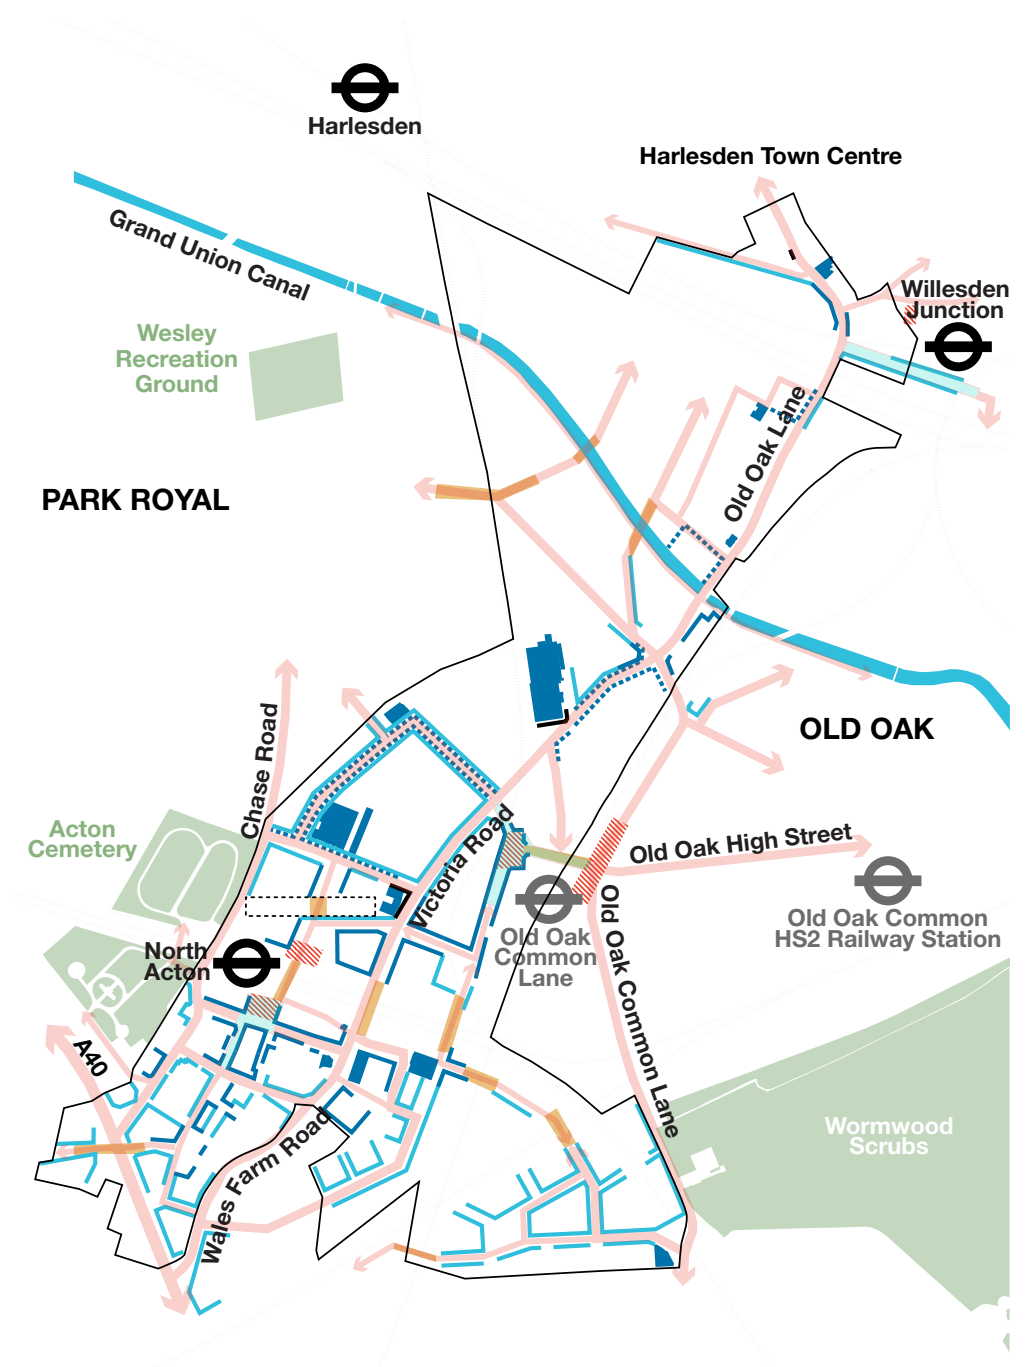 Harlesden
Harlesden Town Centre
Grand Union Canal
Willesden
Junction
Wesley
Recreation
Ground
Old Oak Lane
PARK ROYAL
OLD OAK
Chase Road
Acton
Cemetery
Victoria Road
Old Oak High Street
Old Oak
Common
Lane
Old Oak Common
HS2 Railway Station
North
Acton
Old Oak Common Lane
A40
Wormwood
Scrubs
Wales Farm Road